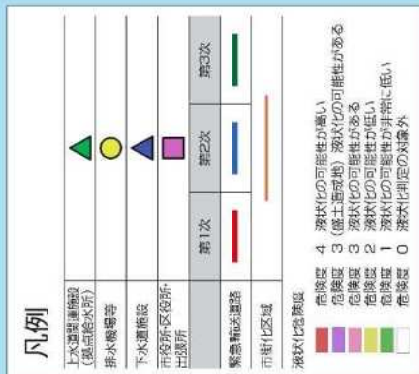 凡例
上水道関連施設
(拠点給水所)
排水機場等
下水道施設
市役所・区役所・
出張所
第1次 第2次 第3次
緊急輸送道路
市街化区域
液状化危険度
危険度 4 液状化の可能性が高い
危険度 3 (盛土造成地) 液状化の可能性がある
危険度 3 液状化の可能性がある
危険度 2 液状化の可能性が低い
危険度 1 液状化の可能性が非常に低い
危険度 0 液状化判定の対象外